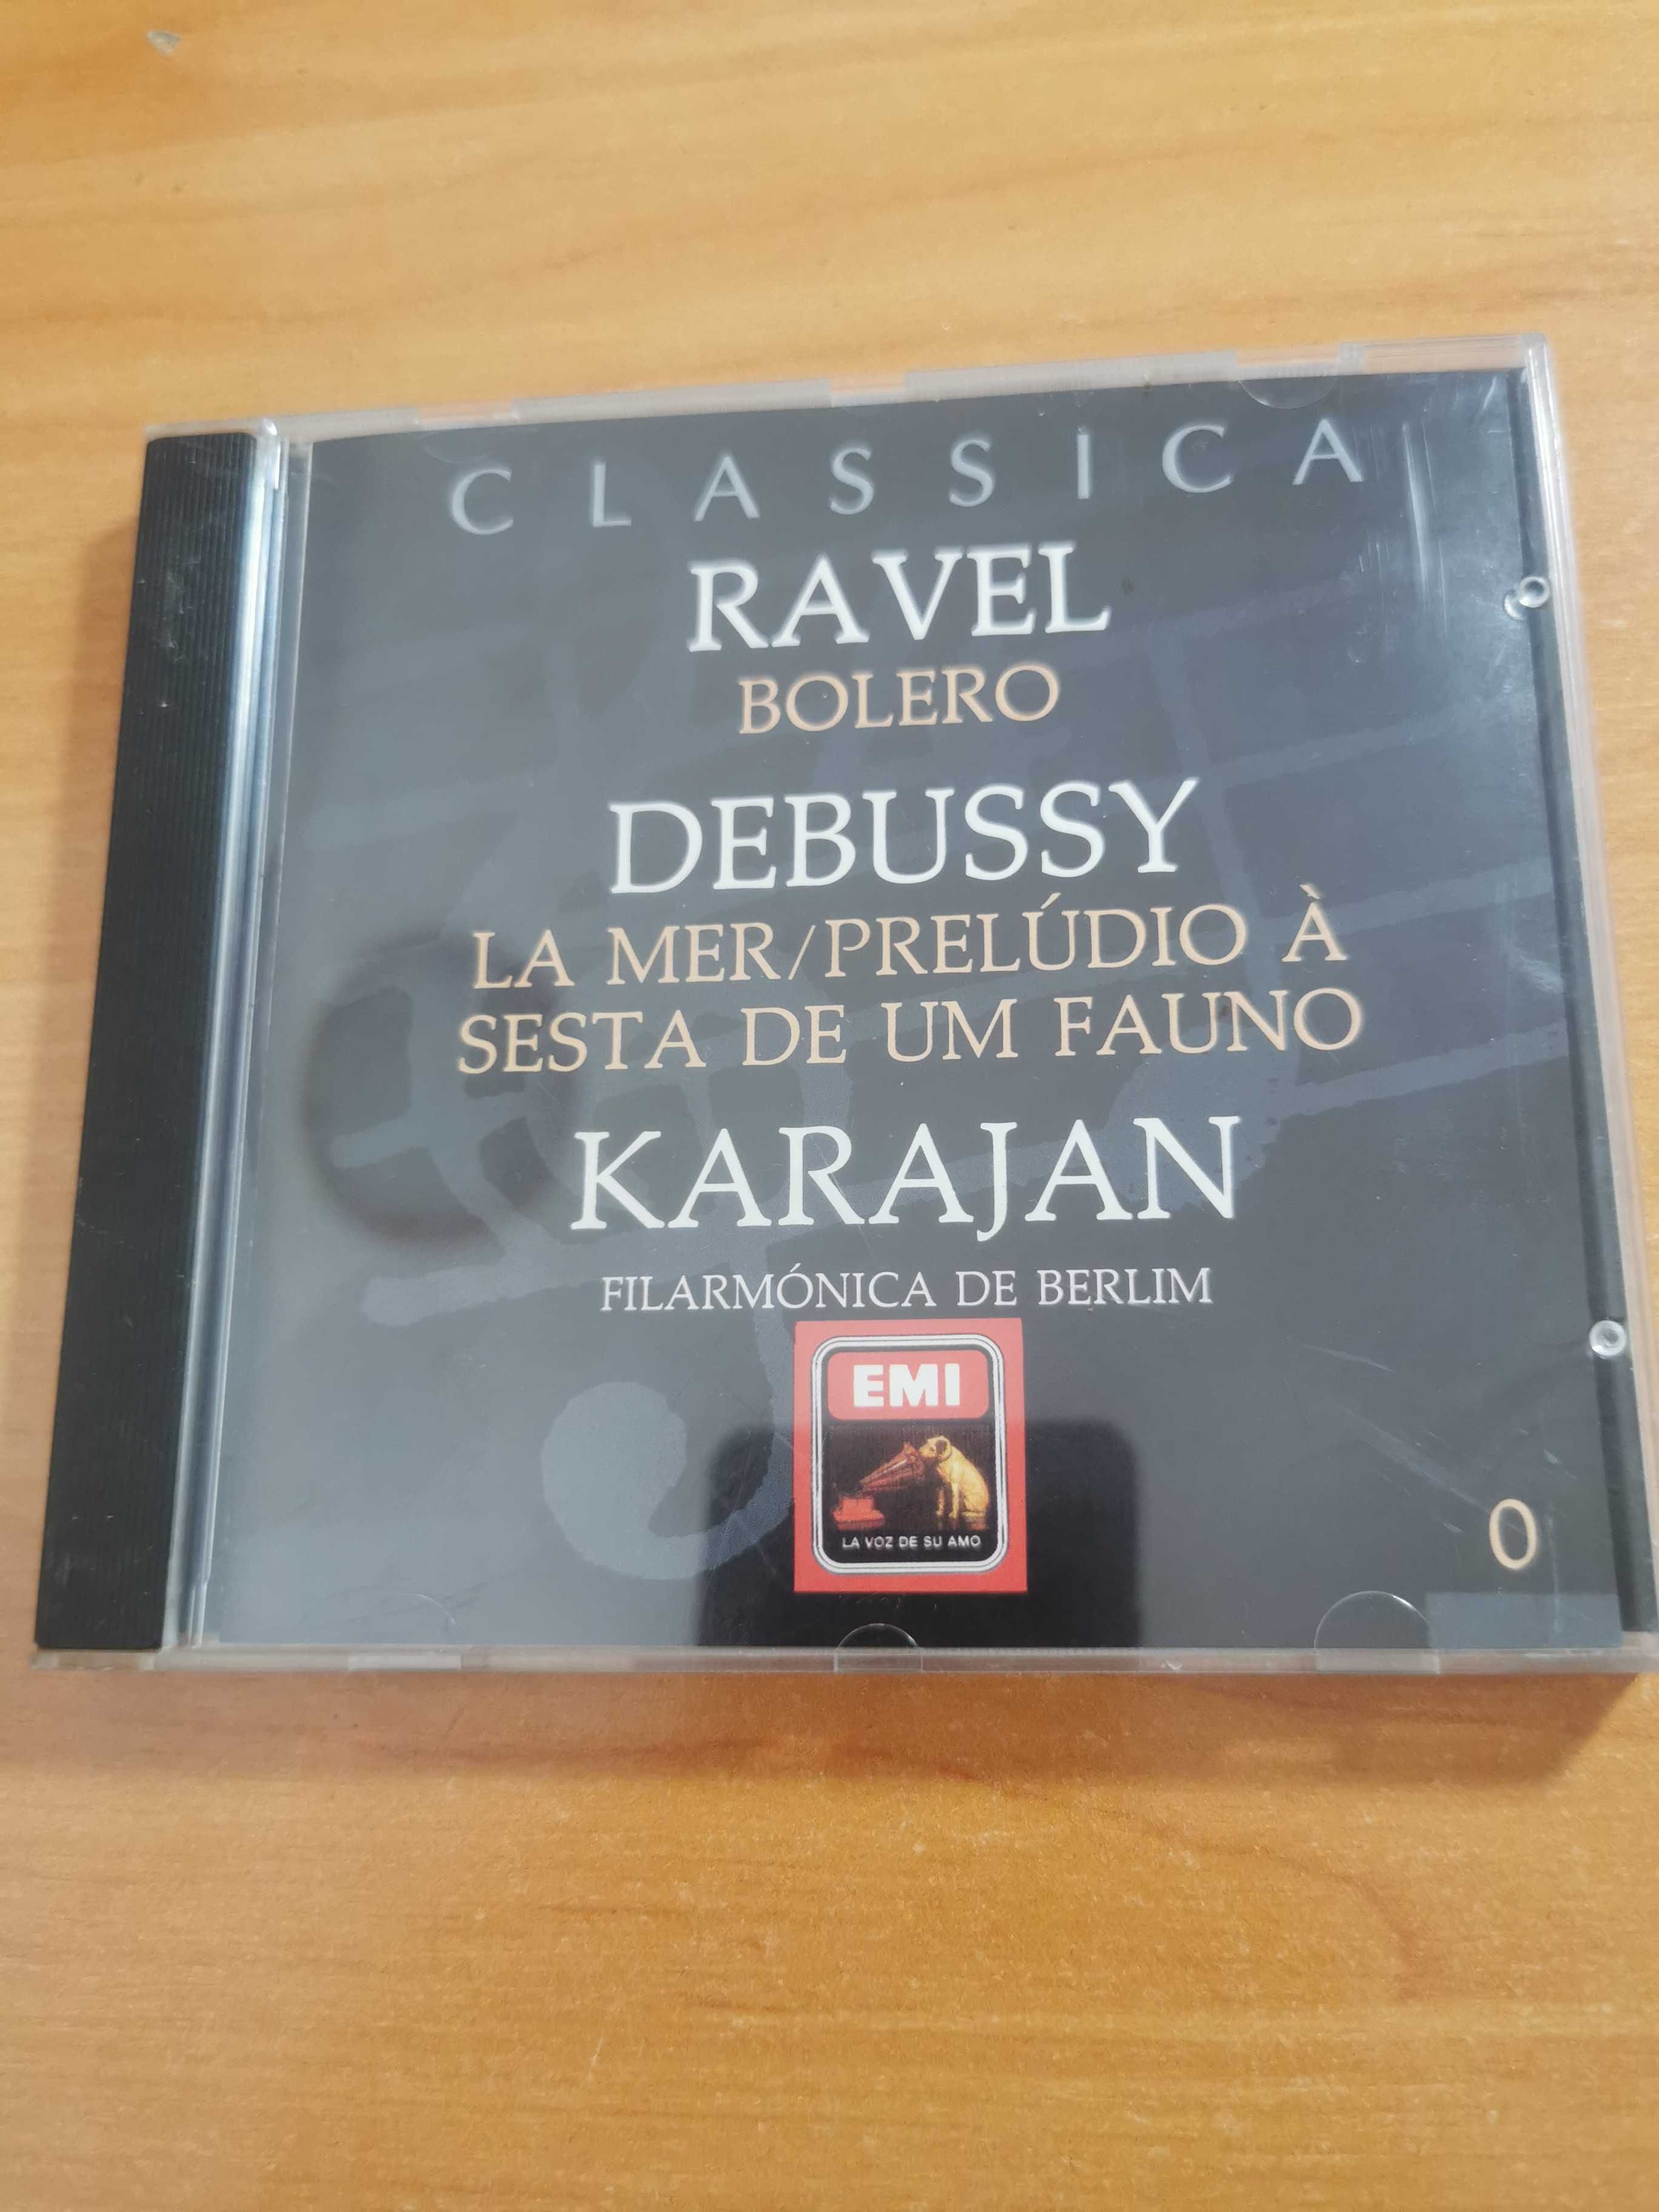 CLASSICA
RAVEL
BOLERO
DEBUSSY
LA MER/PRELÚDIO À
SESTA DE UM FAUNO
KARAJAN
FILARMÓNICA DE BERLIM
EMI
LA VOZ DE SU AMO
0